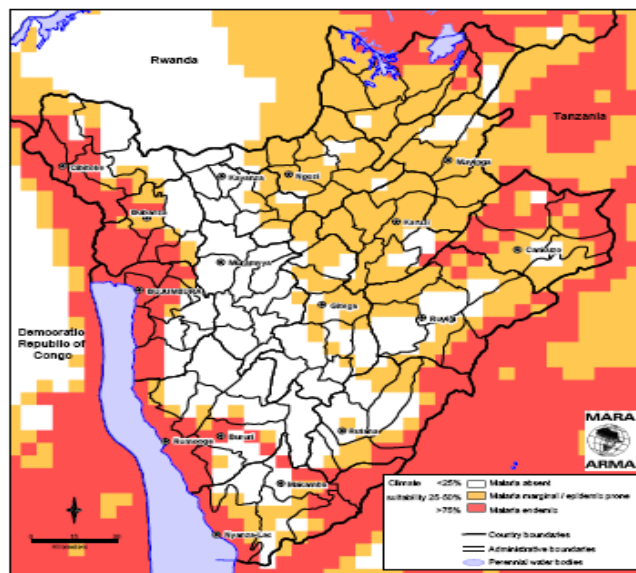 Rwanda
Tanzania
Cibitoke
Kayanza
Ngozi
Muyinga
Bubanza
Karuzi
Cankuzo
Muramvya
BUJUMBURA
Gitega
Ruyigi
Democratic
Republic of
Congo
Rutana
Bururi
Rumonge
Makamba
Nyanza-Lac
MARA
ARMA
Climate <25% Malaria absent
suitability 25-50% Malaria marginal / epidemic prone
>75% Malaria endemic
Country boundaries
Administrative boundaries
Perennial water bodies
Kilometers